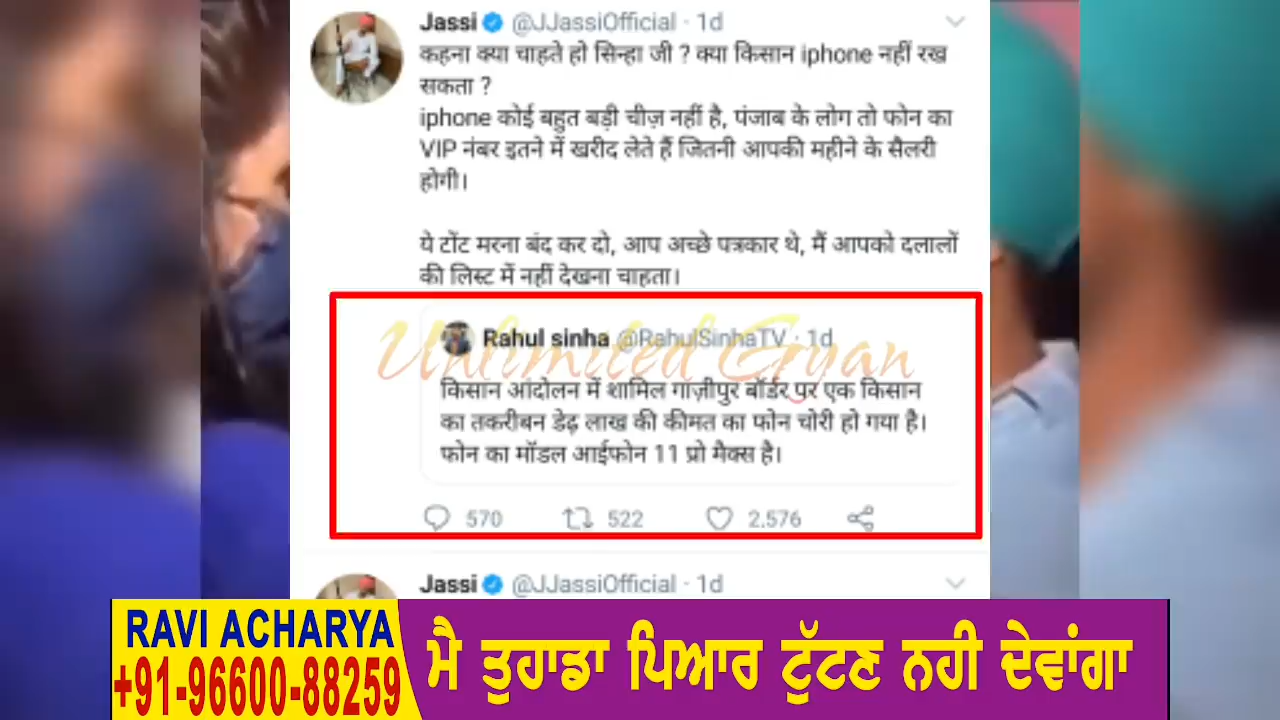 Jassi @JJassiOfficial · 1d
कहना क्या चाहते हो सिन्हा जी ? क्या किसान iphone नहीं रख
सकता ?
iphone कोई बहुत बड़ी चीज़ नहीं है, पंजाब के लोग तो फोन का
VIP नंबर इतने में खरीद लेते हैं जितनी आपकी महीने के सैलरी
होगी।
ये टोंट मरना बंद कर दो, आप अच्छे पत्रकार थे, मैं आपको दलालों
की लिस्ट में नहीं देखना चाहता।
Rahul sinha @RahulSinhaTV · 1d
Unlimited Gyan
किसान आंदोलन में शामिल गाज़ीपुर बॉर्डर पर एक किसान
का तकरीबन डेढ़ लाख की कीमत का फोन चोरी हो गया है।
फोन का मॉडल आईफोन 11 प्रो मैक्स है।
570 522 2,576
Jassi @JJassiOfficial · 1d
RAVI ACHARYA
+91-96600-88259
ਮੈ ਤੁਹਾਡਾ ਪਿਆਰ ਟੁੱਟਣ ਨਹੀ ਦੇਵਾਂਗਾ